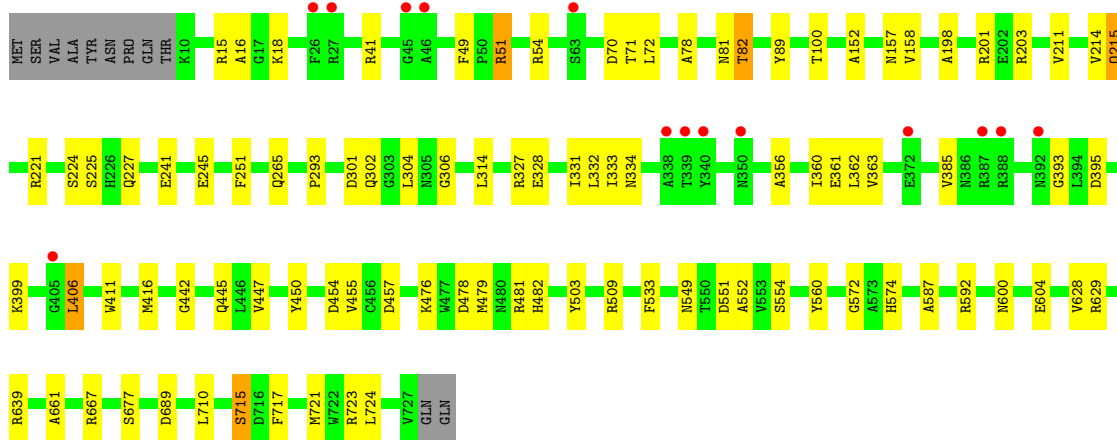 MET SER VAL ALA TYR ASN PRO GLN THR K10 R15 A16 G17 K18 F26 R27 R41 G45 A46 F49 P50 R51 R54 S63 D70 T71 L72 A78 N81 T82 Y89 T100 A152 N157 V158 A198 R201 E202 R203 V211 V214 Q215
R221 S224 S225 H226 Q227 E241 E245 F251 Q265 P293 D301 Q302 G303 L304 N305 G306 L314 R327 E328 I331 L332 I333 N334 A338 T339 Y340 N350 A356 I360 E361 L362 V363 E372 V385 N386 R387 R388 N392 G393 L394 D395
K399 G405 L406 W411 M416 G442 Q445 L446 V447 Y450 D454 V455 C456 D457 K476 W477 D478 M479 N480 R481 H482 Y503 R509 F533 N549 T550 D551 A552 V553 S554 Y560 G572 A573 H574 A587 R592 N600 E604 V628 R629
R639 A661 R667 S677 D689 L710 S715 D716 F717 M721 W722 R723 L724 V727 GLN GLN